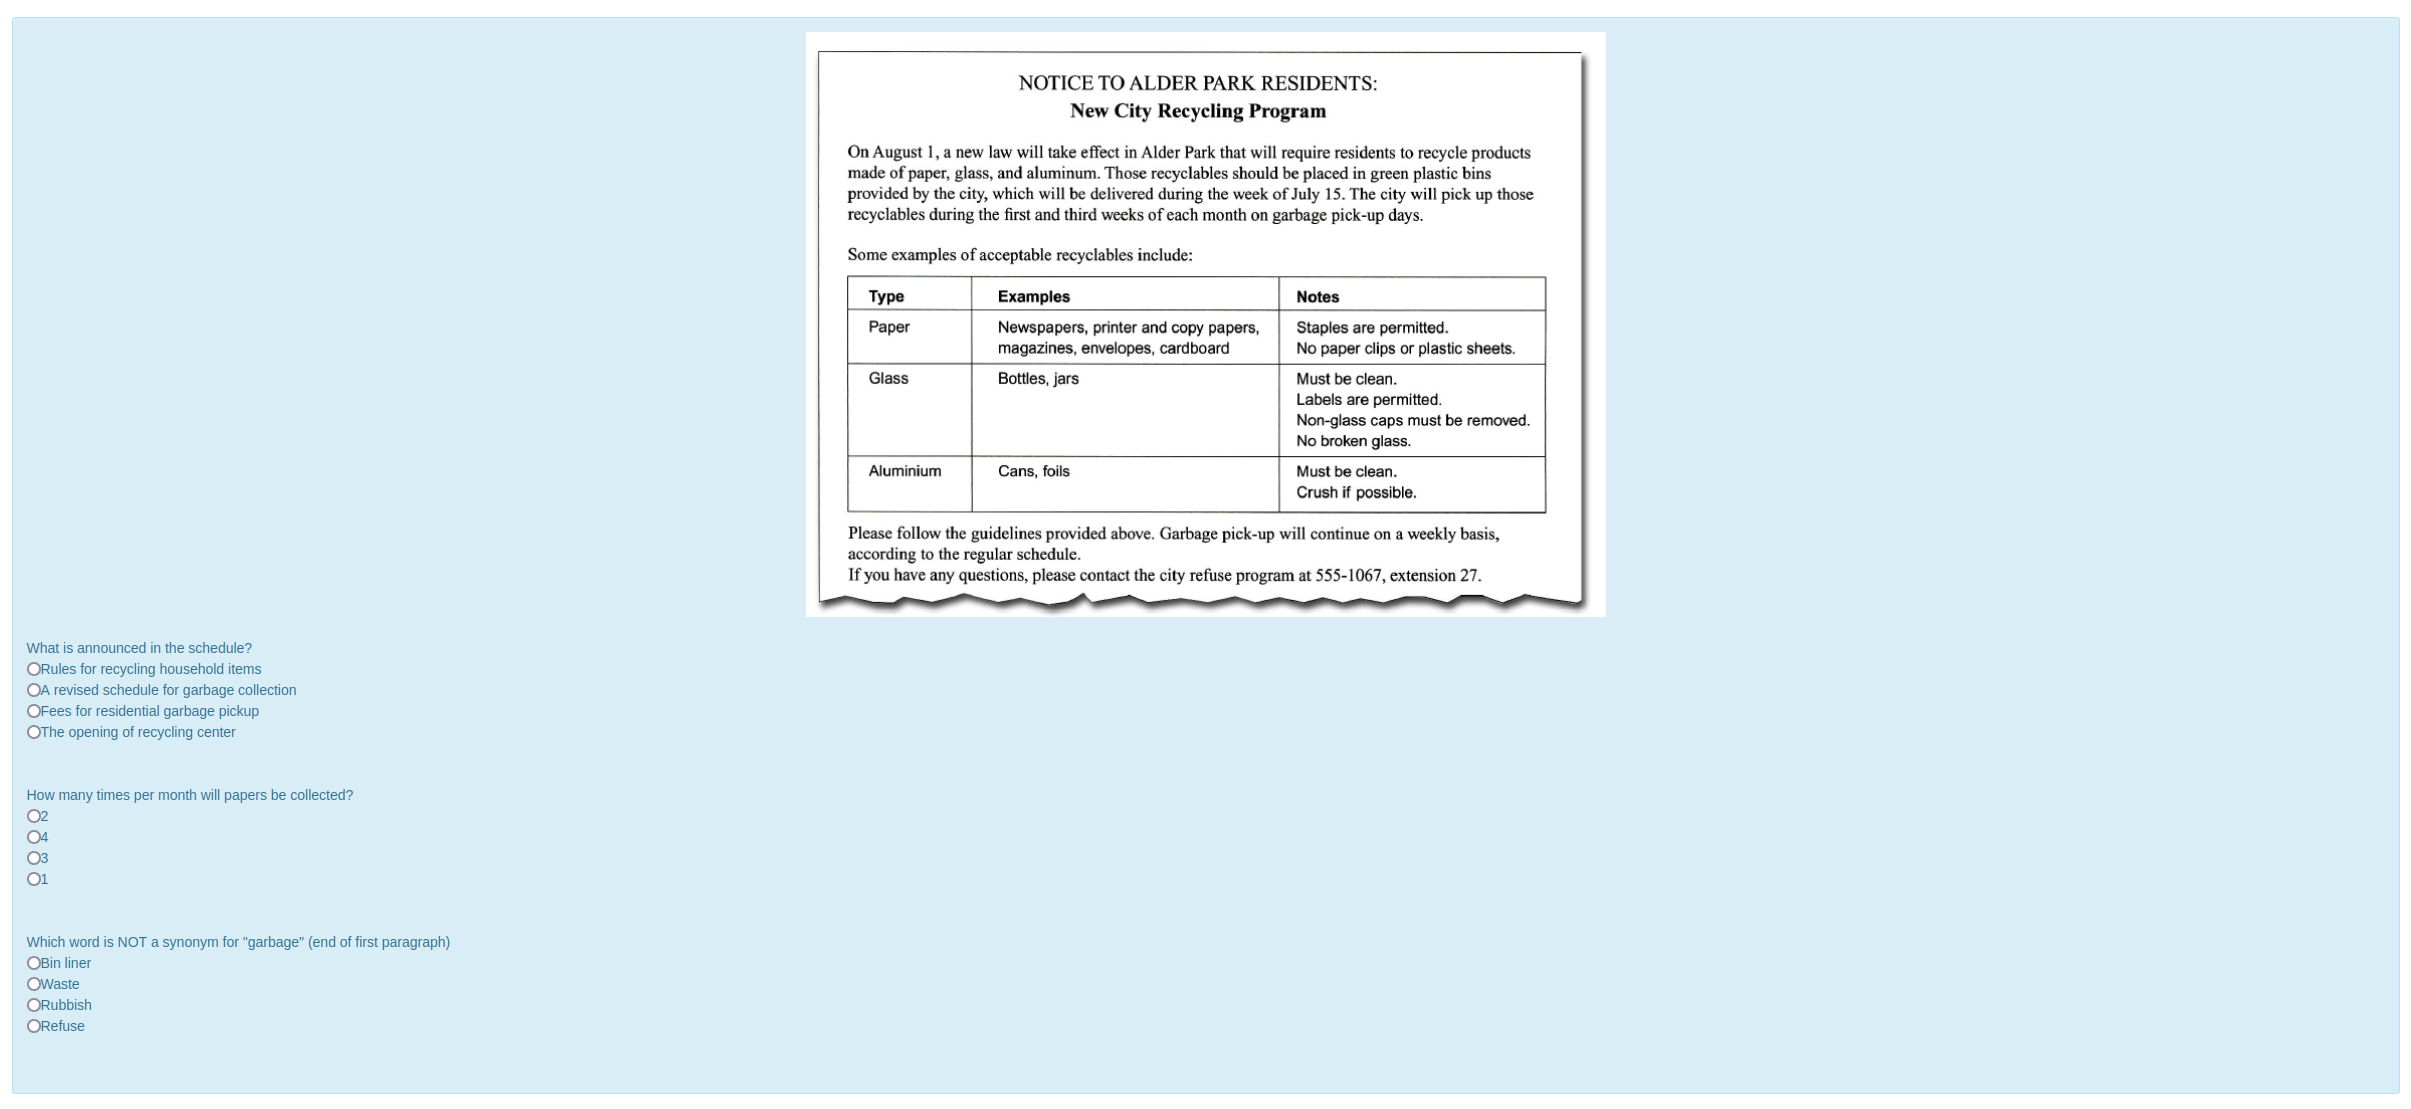 NOTICE TO ALDER PARK RESIDENTS:
New City Recycling Program
On August 1, a new law will take effect in Alder Park that will require residents to recycle products
made of paper, glass, and aluminum. Those recyclables should be placed in green plastic bins
provided by the city, which will be delivered during the week of July 15. The city will pick up those
recyclables during the first and third weeks of each month on garbage pick-up days.
Some examples of acceptable recyclables include:
Type Examples Notes
Paper Newspapers, printer and copy papers, Staples are permitted.
magazines, envelopes, cardboard No paper clips or plastic sheets.
Glass Bottles, jars Must be clean.
Labels are permitted.
Non-glass caps must be removed.
No broken glass.
Aluminium Cans, foils Must be clean.
Crush if possible.
Please follow the guidelines provided above. Garbage pick-up will continue on a weekly basis,
according to the regular schedule.
If you have any questions, please contact the city refuse program at 555-1067, extension 27.
What is announced in the schedule?
Rules for recycling household items
A revised schedule for garbage collection
Fees for residential garbage pickup
The opening of recycling center
How many times per month will papers be collected?
2
4
3
1
Which word is NOT a synonym for "garbage" (end of first paragraph)
Bin liner
Waste
Rubbish
Refuse